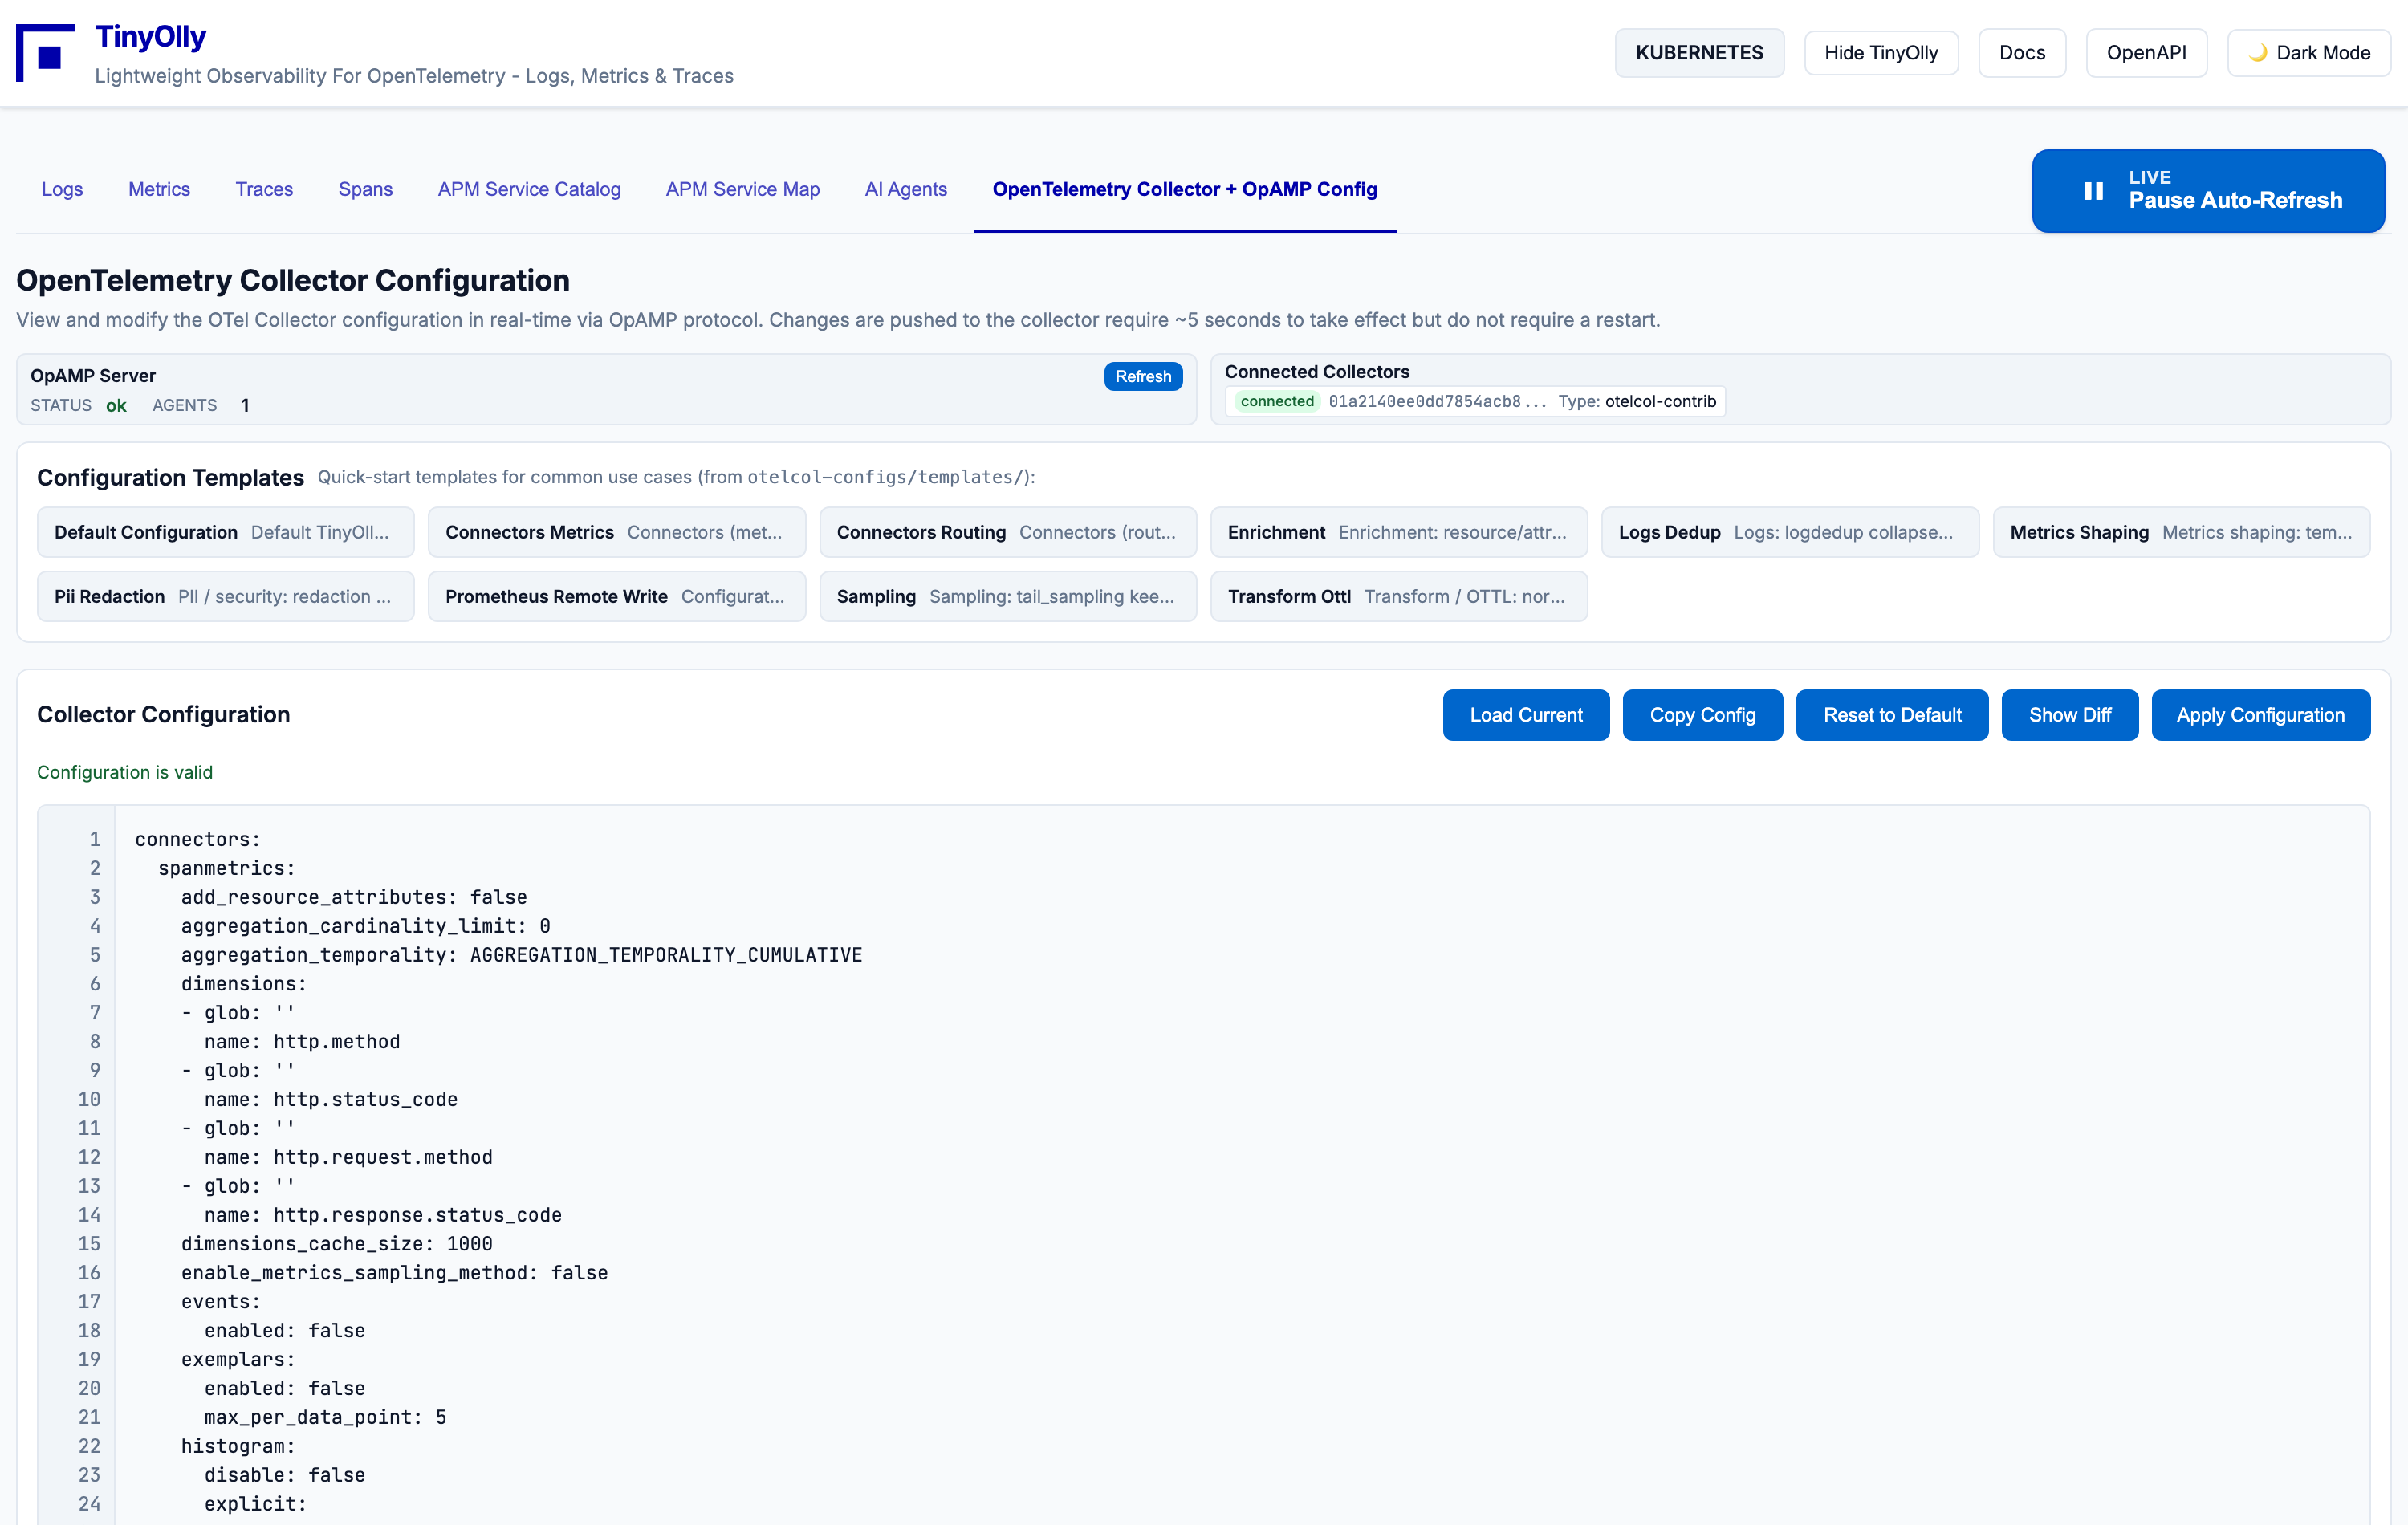 TinyOlly
Lightweight Observability For OpenTelemetry - Logs, Metrics & Traces
KUBERNETES
Hide TinyOlly
Docs
OpenAPI
🌙 Dark Mode
Logs
Metrics
Traces
Spans
APM Service Catalog
APM Service Map
AI Agents
OpenTelemetry Collector + OpAMP Config
LIVE
Pause Auto-Refresh
OpenTelemetry Collector Configuration
View and modify the OTel Collector configuration in real-time via OpAMP protocol. Changes are pushed to the collector require ~5 seconds to take effect but do not require a restart.
OpAMP Server
Refresh
STATUS ok AGENTS 1
Connected Collectors
connected 01a2140ee0dd7854acb8... Type: otelcol-contrib
Configuration Templates Quick-start templates for common use cases (from otelcol-configs/templates/):
Default Configuration Default TinyOll...
Connectors Metrics Connectors (met...
Connectors Routing Connectors (rout...
Enrichment Enrichment: resource/attr...
Logs Dedup Logs: logdedup collapse...
Metrics Shaping Metrics shaping: tem...
Pii Redaction PII / security: redaction ...
Prometheus Remote Write Configurat...
Sampling Sampling: tail_sampling kee...
Transform Ottl Transform / OTTL: nor...
Collector Configuration
Load Current
Copy Config
Reset to Default
Show Diff
Apply Configuration
Configuration is valid
1 connectors:
2   spanmetrics:
3     add_resource_attributes: false
4     aggregation_cardinality_limit: 0
5     aggregation_temporality: AGGREGATION_TEMPORALITY_CUMULATIVE
6     dimensions:
7     - glob: ''
8       name: http.method
9     - glob: ''
10       name: http.status_code
11     - glob: ''
12       name: http.request.method
13     - glob: ''
14       name: http.response.status_code
15     dimensions_cache_size: 1000
16     enable_metrics_sampling_method: false
17     events:
18       enabled: false
19     exemplars:
20       enabled: false
21       max_per_data_point: 5
22     histogram:
23       disable: false
24       explicit: